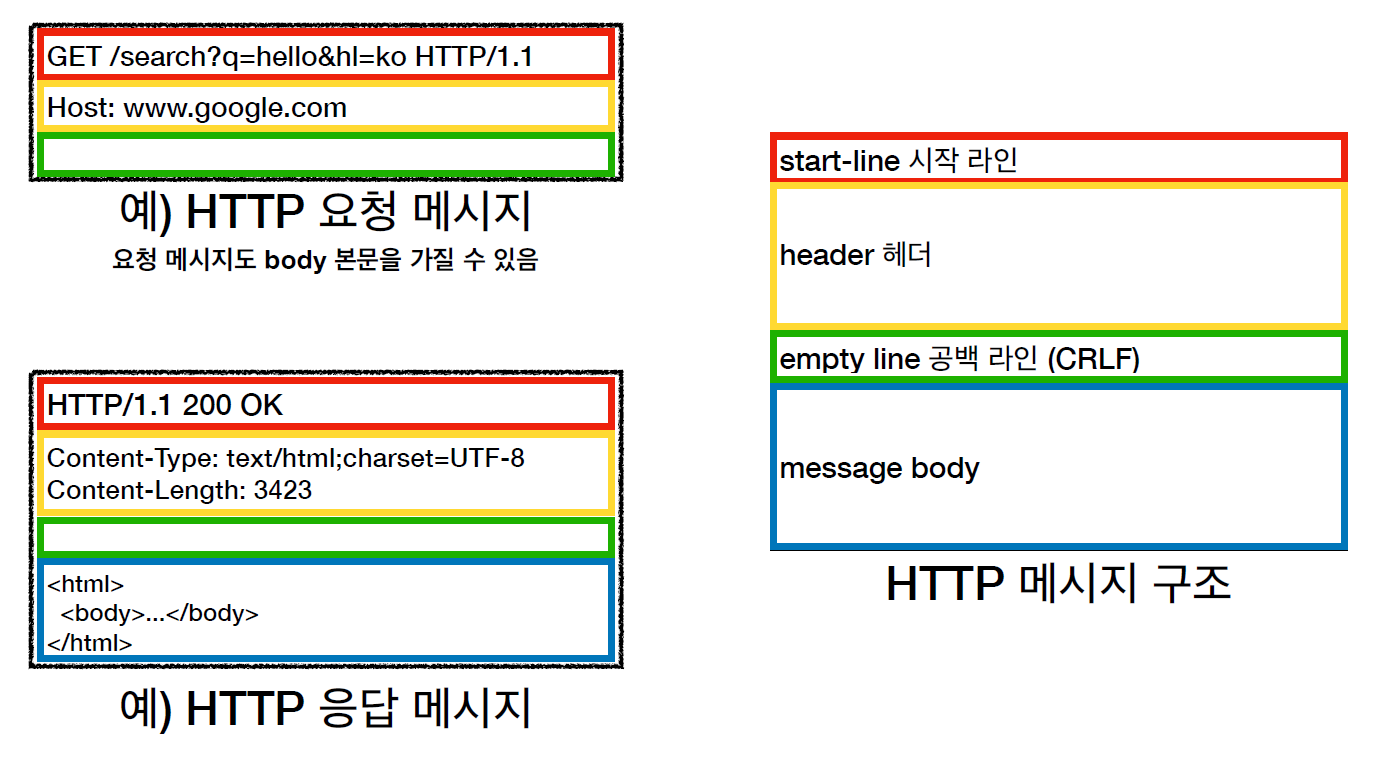 GET /search?q=hello&hl=ko HTTP/1.1
Host: www.google.com
예) HTTP 요청 메시지
요청 메시지도 body 본문을 가질 수 있음
HTTP/1.1 200 OK
Content-Type: text/html;charset=UTF-8
Content-Length: 3423
<html>
  <body>...</body>
</html>
예) HTTP 응답 메시지
start-line 시작 라인
header 헤더
empty line 공백 라인 (CRLF)
message body
HTTP 메시지 구조